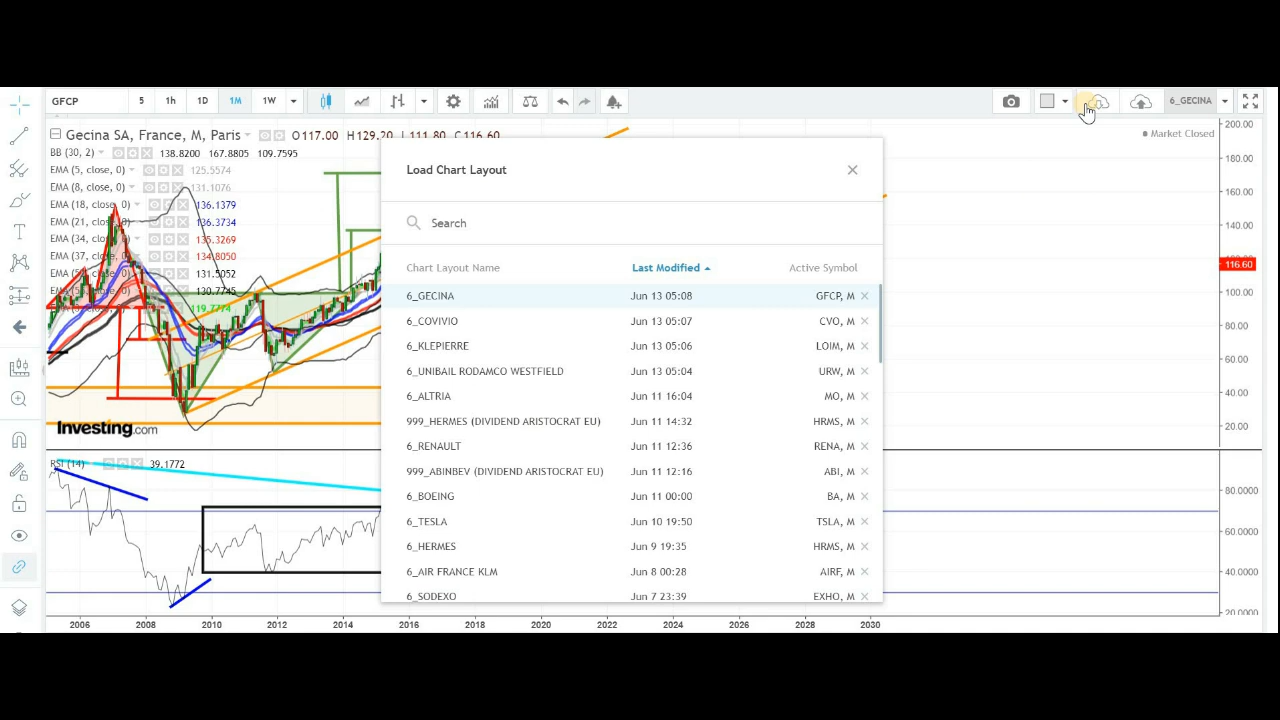 GFCP 5 1h 1D 1M 1W 6_GECINA
Gecina SA, France, M, Paris O117.00 H129.20 L111.80 C116.60
Market Closed
BB (30, 2) 138.8200 167.8805 109.7595
EMA (5, close, 0) 125.5574
EMA (8, close, 0) 131.1076
EMA (18, close, 0) 136.1379
EMA (21, close, 0) 136.3734
EMA (34, close, 0) 135.3269
EMA (37, close, 0) 134.8050
131.5052
130.7745
119.7774
Investing.com
RSI (14) 39.1772
Load Chart Layout
Search
Chart Layout Name Last Modified Active Symbol
6_GECINA Jun 13 05:08 GFCP, M
6_COVIVIO Jun 13 05:07 CVO, M
6_KLEPIERRE Jun 13 05:06 LOIM, M
6_UNIBAIL RODAMCO WESTFIELD Jun 13 05:04 URW, M
6_ALTRIA Jun 11 16:04 MO, M
999_HERMES (DIVIDEND ARISTOCRAT EU) Jun 11 14:32 HRMS, M
6_RENAULT Jun 11 12:36 RENA, M
999_ABINBEV (DIVIDEND ARISTOCRAT EU) Jun 11 12:16 ABI, M
6_BOEING Jun 11 00:00 BA, M
6_TESLA Jun 10 19:50 TSLA, M
6_HERMES Jun 9 19:35 HRMS, M
6_AIR FRANCE KLM Jun 8 00:28 AIRF, M
6_SODEXO Jun 7 23:39 EXHO, M
200.00
180.00
160.00
140.00
116.60
100.00
80.00
60.00
40.00
20.00
80.0000
60.0000
40.0000
20.0000
2006 2008 2010 2012 2014 2016 2018 2020 2022 2024 2026 2028 2030